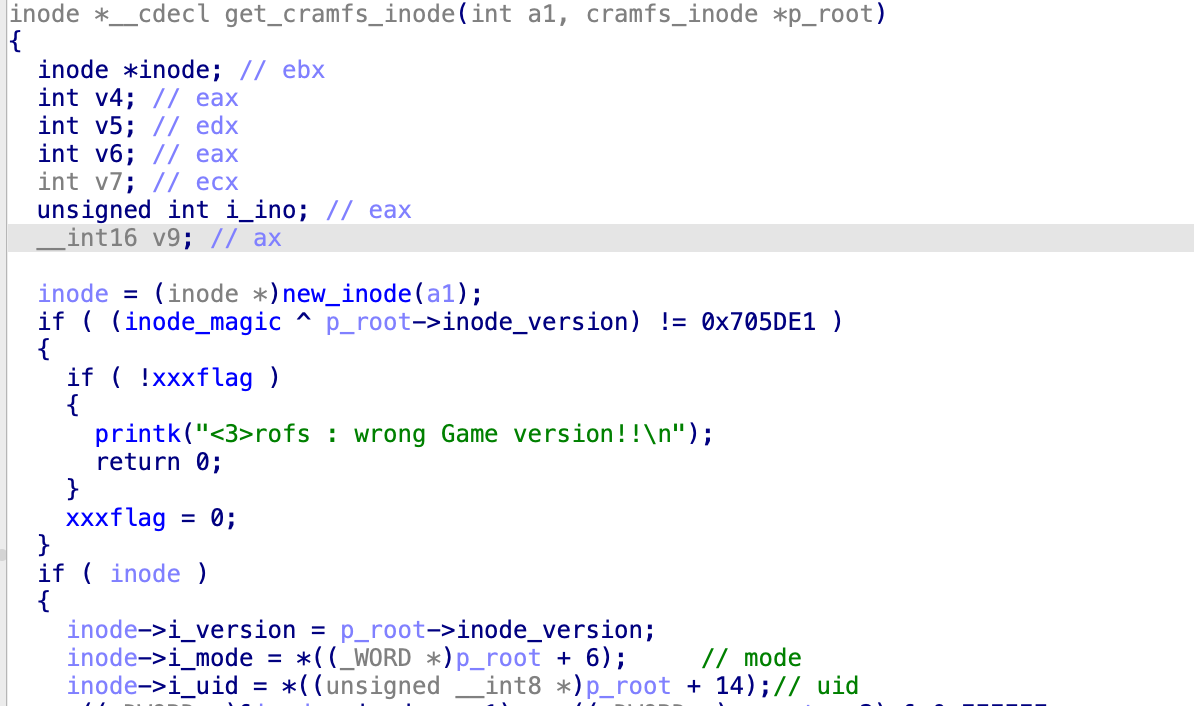 inode *__cdecl get_cramfs_inode(int a1, cramfs_inode *p_root)
{
inode *inode; // ebx
int v4; // eax
int v5; // edx
int v6; // eax
int v7; // ecx
unsigned int i_ino; // eax
__int16 v9; // ax
inode = (inode *)new_inode(a1);
if ( (inode_magic ^ p_root->inode_version) != 0x705DE1 )
{
if ( !xxxflag )
{
printk("<3>rofs : wrong Game version!!\n");
return 0;
}
xxxflag = 0;
}
if ( inode )
{
inode->i_version = p_root->inode_version;
inode->i_mode = *((_WORD *)p_root + 6); // mode
inode->i_uid = *((unsigned __int8 *)p_root + 14);// uid